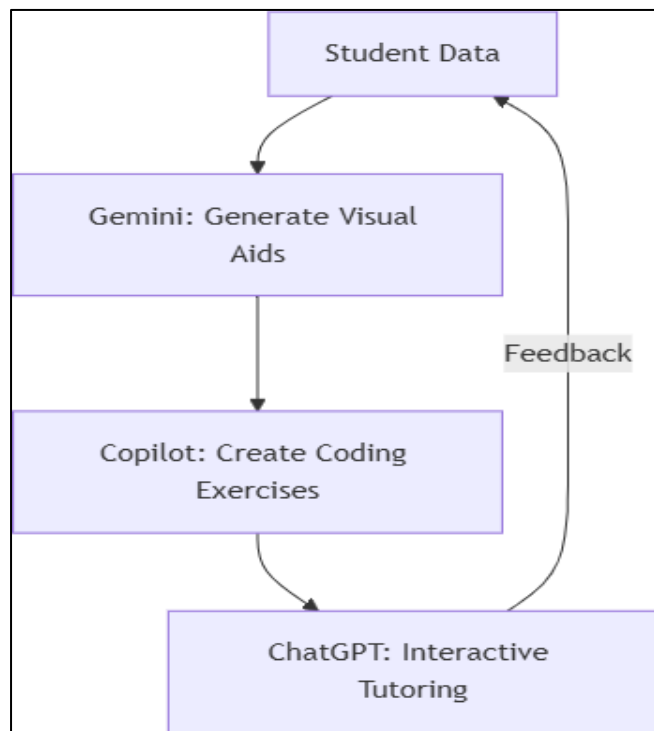 Student Data
Gemini: Generate Visual
Aids
Feedback
Copilot: Create Coding
Exercises
ChatGPT: Interactive
Tutoring